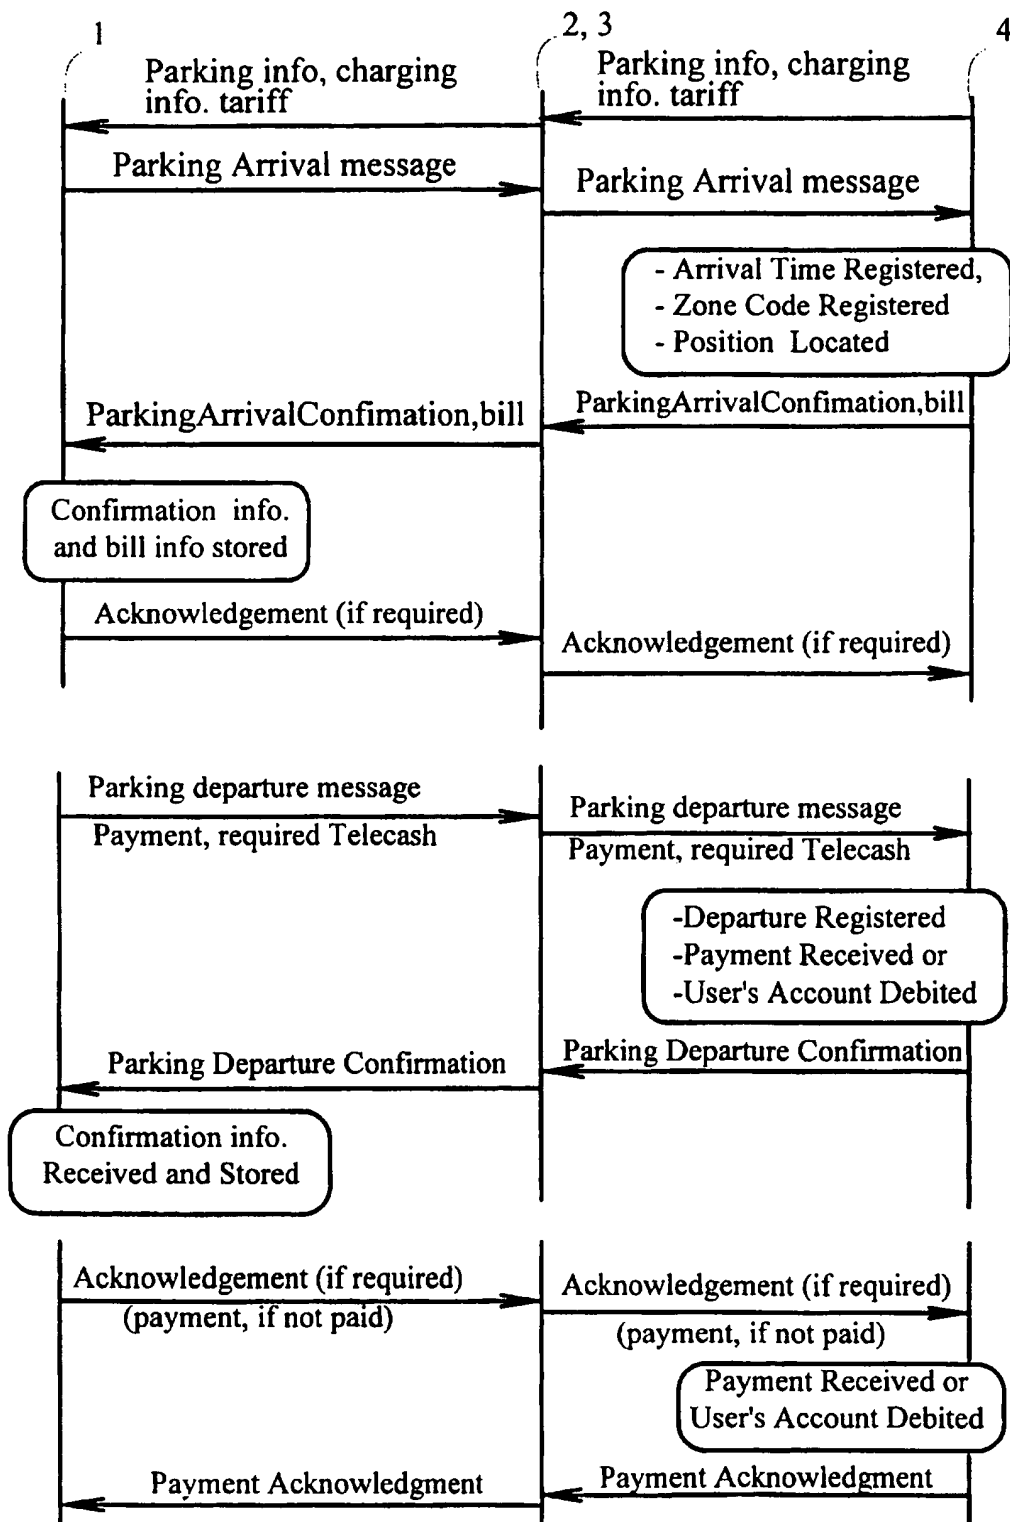 1
2, 3
4
Parking info, charging
info. tariff
Parking info, charging
info. tariff
Parking Arrival message
Parking Arrival message
- Arrival Time Registered,
- Zone Code Registered
- Position Located
ParkingArrivalConfimation,bill
ParkingArrivalConfimation,bill
Confirmation info.
and bill info stored
Acknowledgement (if required)
Acknowledgement (if required)
Parking departure message
Payment, required Telecash
Parking departure message
Payment, required Telecash
-Departure Registered
-Payment Received or
-User's Account Debited
Parking Departure Confirmation
Parking Departure Confirmation
Confirmation info.
Received and Stored
Acknowledgement (if required)
(payment, if not paid)
Acknowledgement (if required)
(payment, if not paid)
Payment Received or
User's Account Debited
Payment Acknowledgment
Payment Acknowledgment